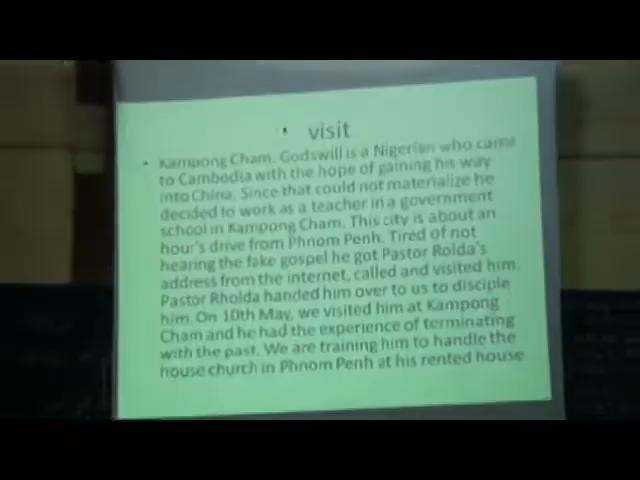 visit
• Kampong Cham. Godswill is a Nigerian who came
to Cambodia with the hope of gaining his way
into China. Since that could not materialize he
decided to work as a teacher in a government
school in Kampong Cham. This city is about an
hour's drive from Phnom Penh. Tired of not
hearing the fake gospel he got Pastor Rolda's
address from the internet, called and visited him.
Pastor Rholda handed him over to us to disciple
him. On 10th May, we visited him at Kampong
Cham and he had the experience of terminating
with the past. We are training him to handle the
house church in Phnom Penh at his rented house